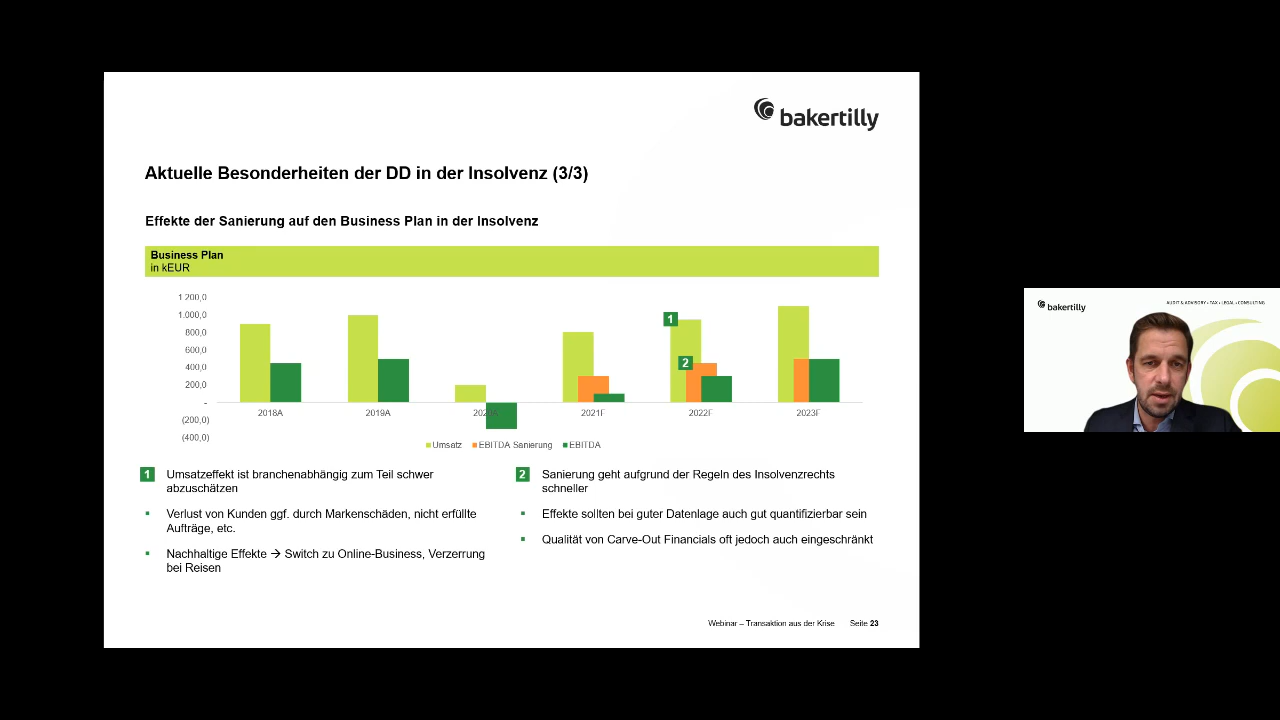 bakertilly
Aktuelle Besonderheiten der DD in der Insolvenz (3/3)
Effekte der Sanierung auf den Business Plan in der Insolvenz
Business Plan
in kEUR
1 200,0
1.000,0
800,0
600,0
400,0
200,0
-
(200,0)
(400,0)
1
2
2018A
2019A
2020A
2021F
2022F
2023F
Umsatz
EBITDA Sanierung
EBITDA
1 Umsatzeffekt ist branchenabhängig zum Teil schwer
abzuschätzen
▪ Verlust von Kunden ggf. durch Markenschäden, nicht erfüllte
Aufträge, etc.
▪ Nachhaltige Effekte → Switch zu Online-Business, Verzerrung
bei Reisen
2 Sanierung geht aufgrund der Regeln des Insolvenzrechts
schneller
▪ Effekte sollten bei guter Datenlage auch gut quantifizierbar sein
▪ Qualität von Carve-Out Financials oft jedoch auch eingeschränkt
Webinar – Transaktion aus der Krise Seite 23
bakertilly
AUDIT & ADVISORY • TAX • LEGAL • CONSULTING